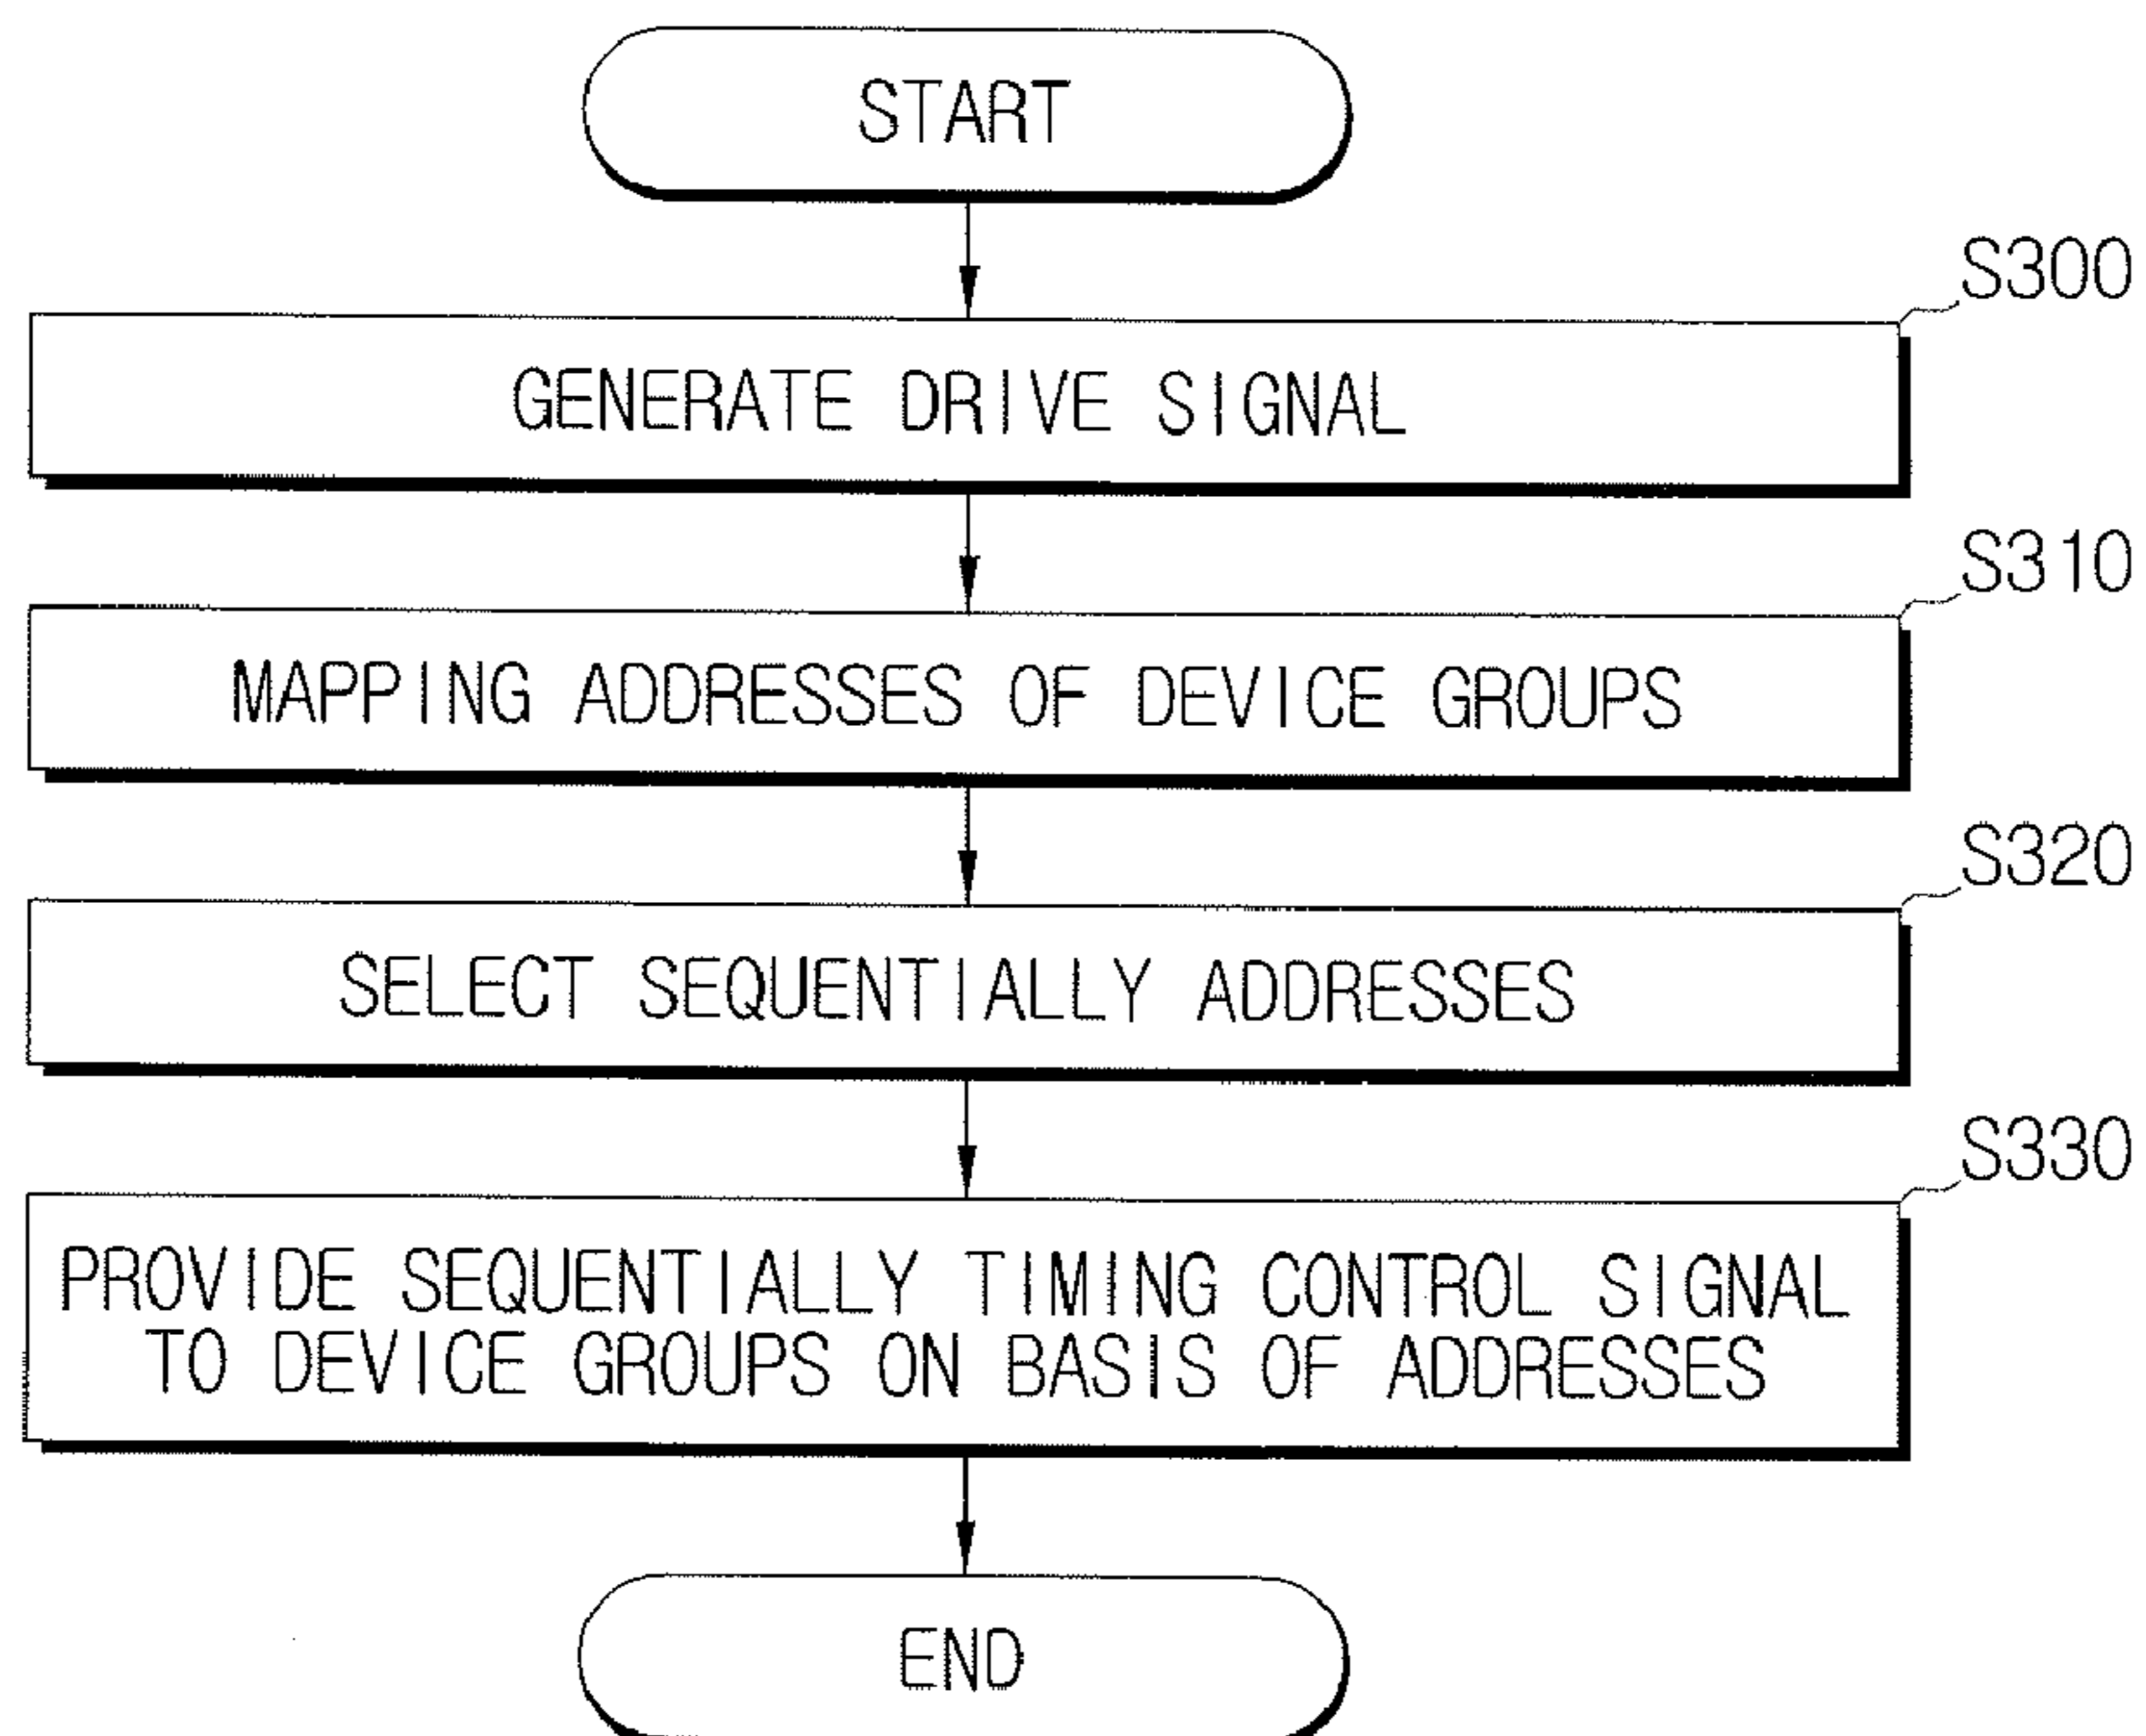 START
S300
GENERATE DRIVE SIGNAL
S310
MAPPING ADDRESSES OF DEVICE GROUPS
S320
SELECT SEQUENTIALLY ADDRESSES
S330
PROVIDE SEQUENTIALLY TIMING CONTROL SIGNAL
TO DEVICE GROUPS ON BASIS OF ADDRESSES
END